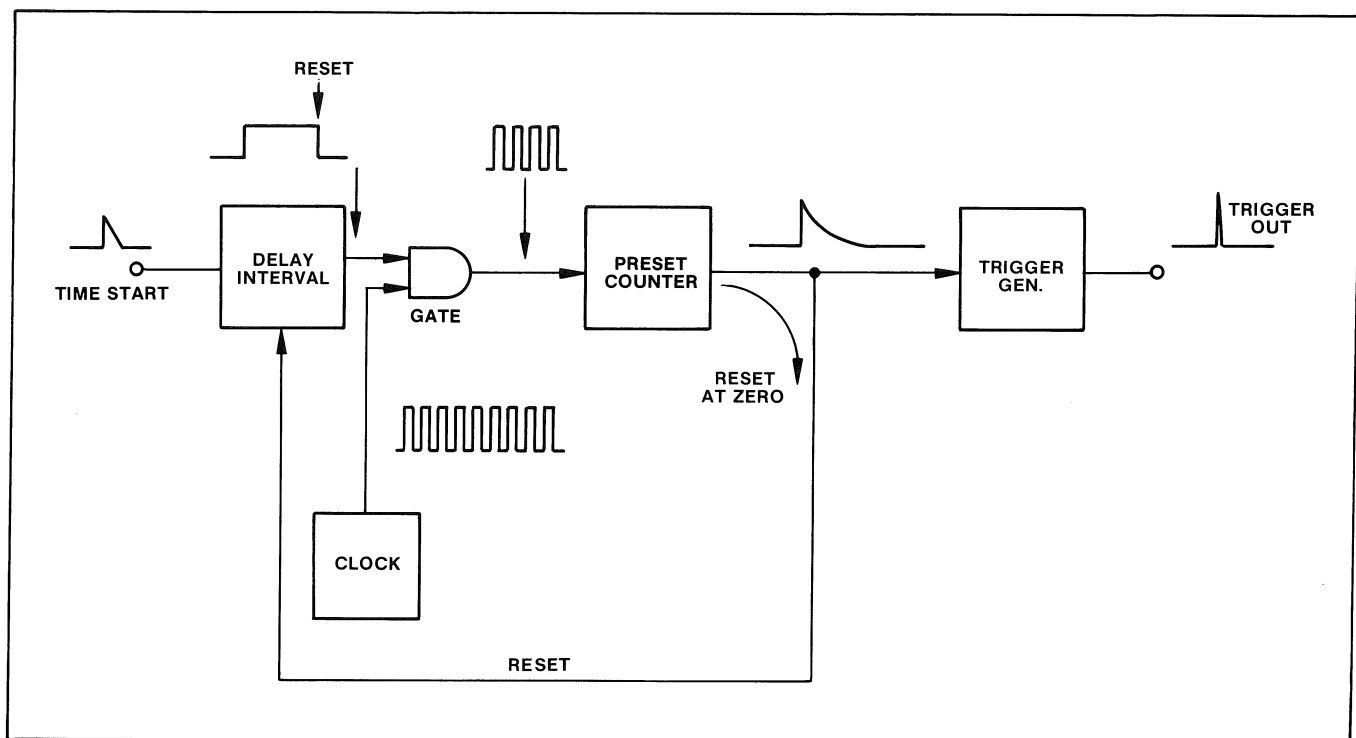 RESET
TIME START
DELAY
INTERVAL
GATE
PRESET
COUNTER
RESET
AT ZERO
TRIGGER
GEN.
TRIGGER
OUT
CLOCK
RESET